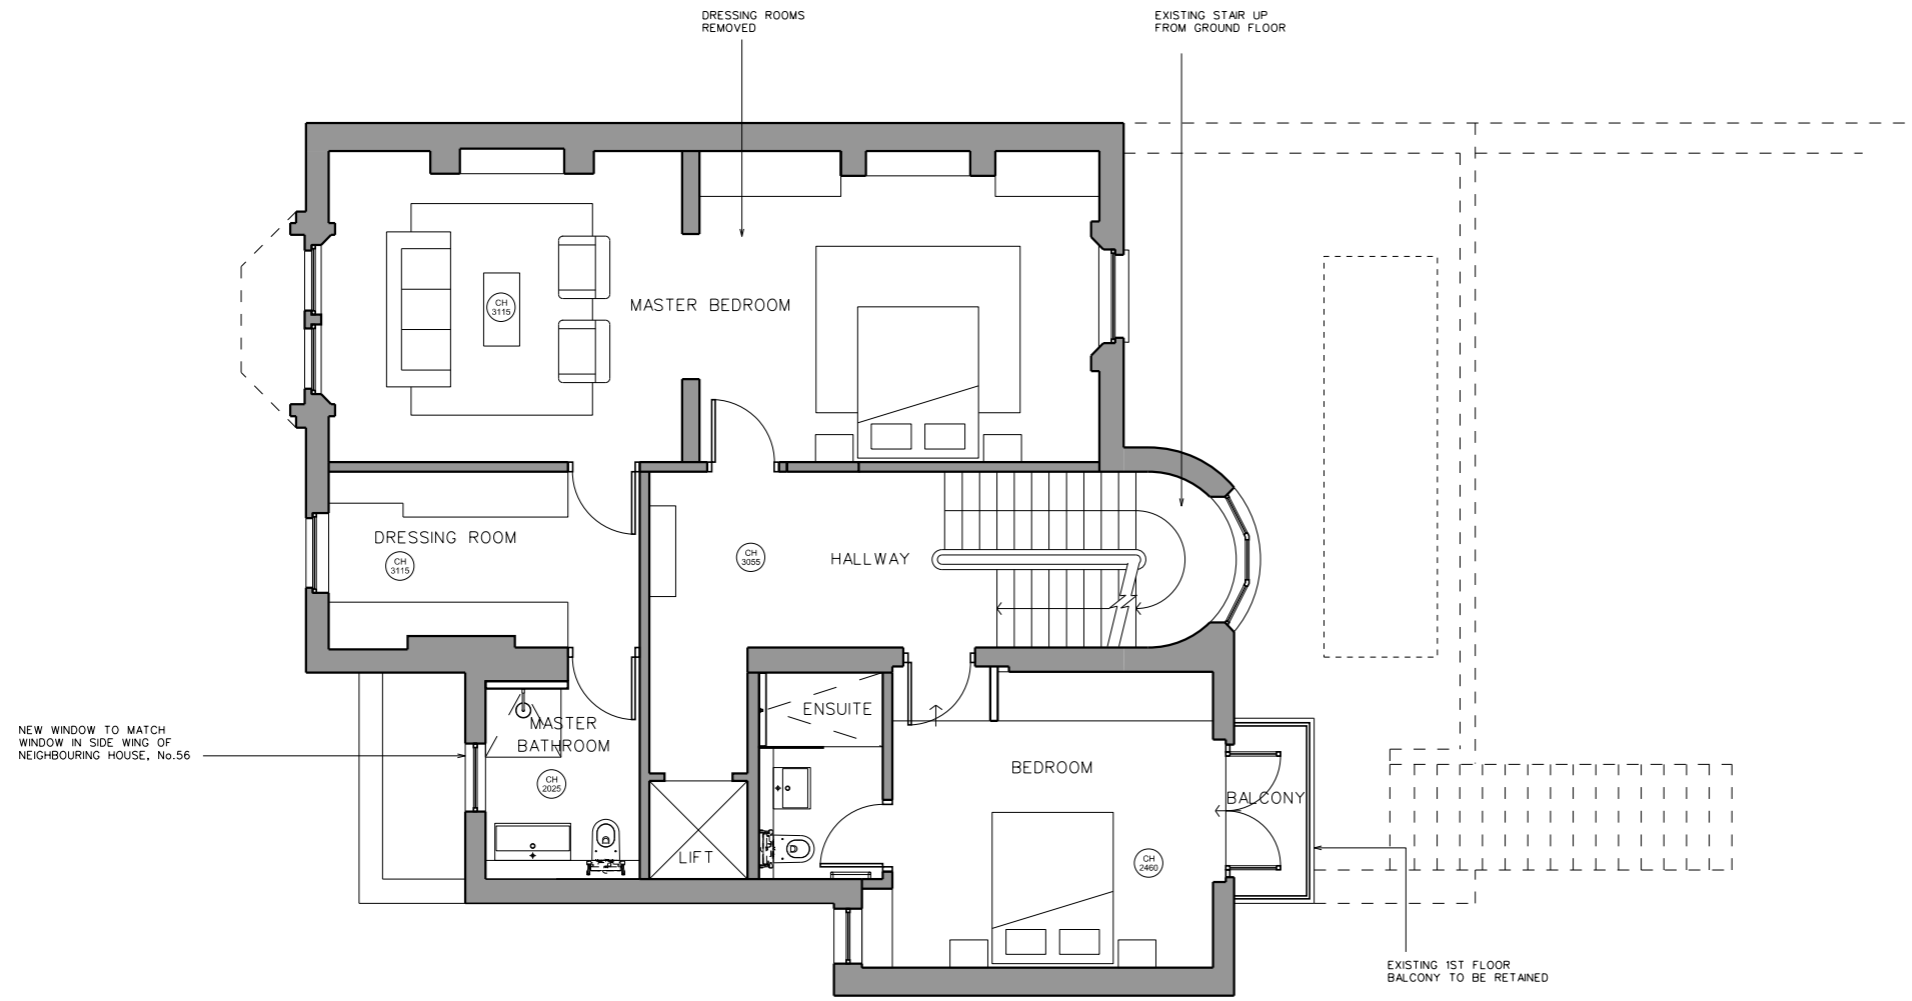 DRESSING ROOMS
REMOVED
EXISTING STAIR UP
FROM GROUND FLOOR
CH
3115
MASTER BEDROOM
DRESSING ROOM
CH
3115
CH
3055
HALLWAY
NEW WINDOW TO MATCH
WINDOW IN SIDE WING OF
NEIGHBOURING HOUSE, No.56
MASTER
BATHROOM
CH
2025
ENSUITE
LIFT
BEDROOM
BALCONY
CH
2460
EXISTING 1ST FLOOR
BALCONY TO BE RETAINED